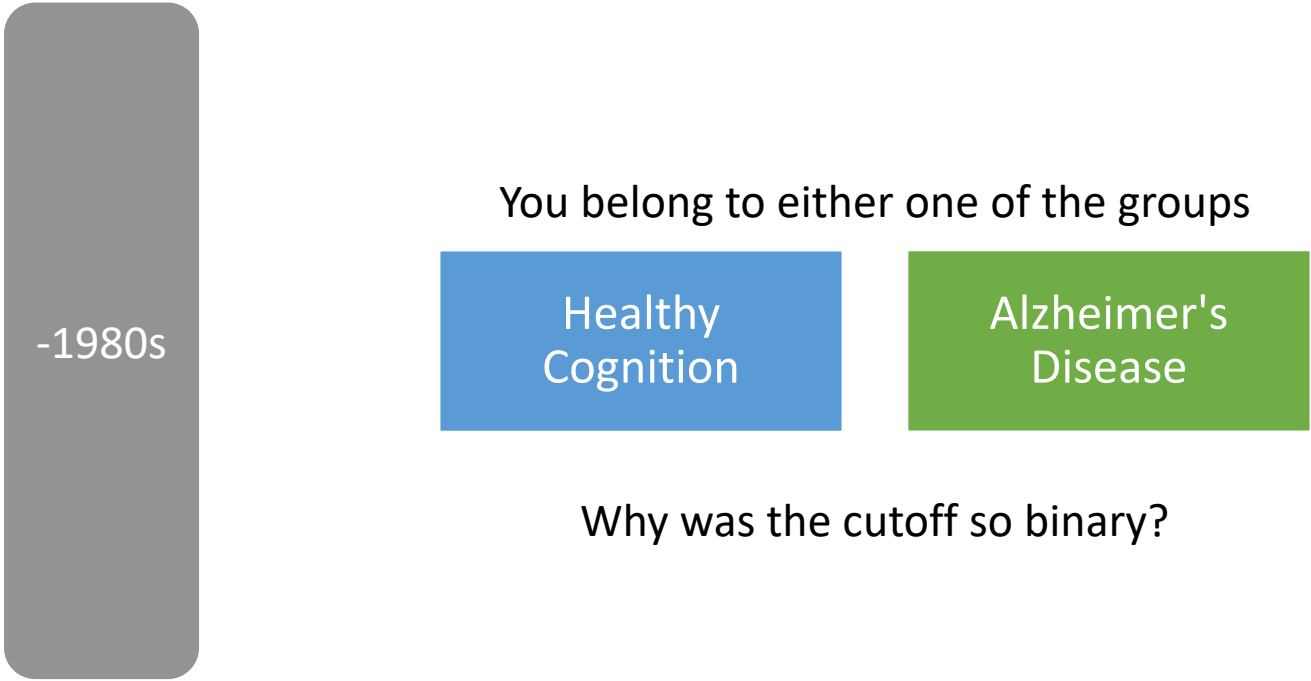 -1980s
You belong to either one of the groups
Healthy
Cognition
Alzheimer's
Disease
Why was the cutoff so binary?